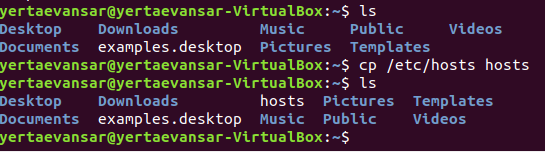 yertaevansar@yertaevansar-VirtualBox:~$ ls
Desktop    Downloads         Music     Public     Videos
Documents  examples.desktop  Pictures  Templates
yertaevansar@yertaevansar-VirtualBox:~$ cp /etc/hosts hosts
yertaevansar@yertaevansar-VirtualBox:~$ ls
Desktop    Downloads         hosts  Pictures  Templates
Documents  examples.desktop  Music  Public    Videos
yertaevansar@yertaevansar-VirtualBox:~$